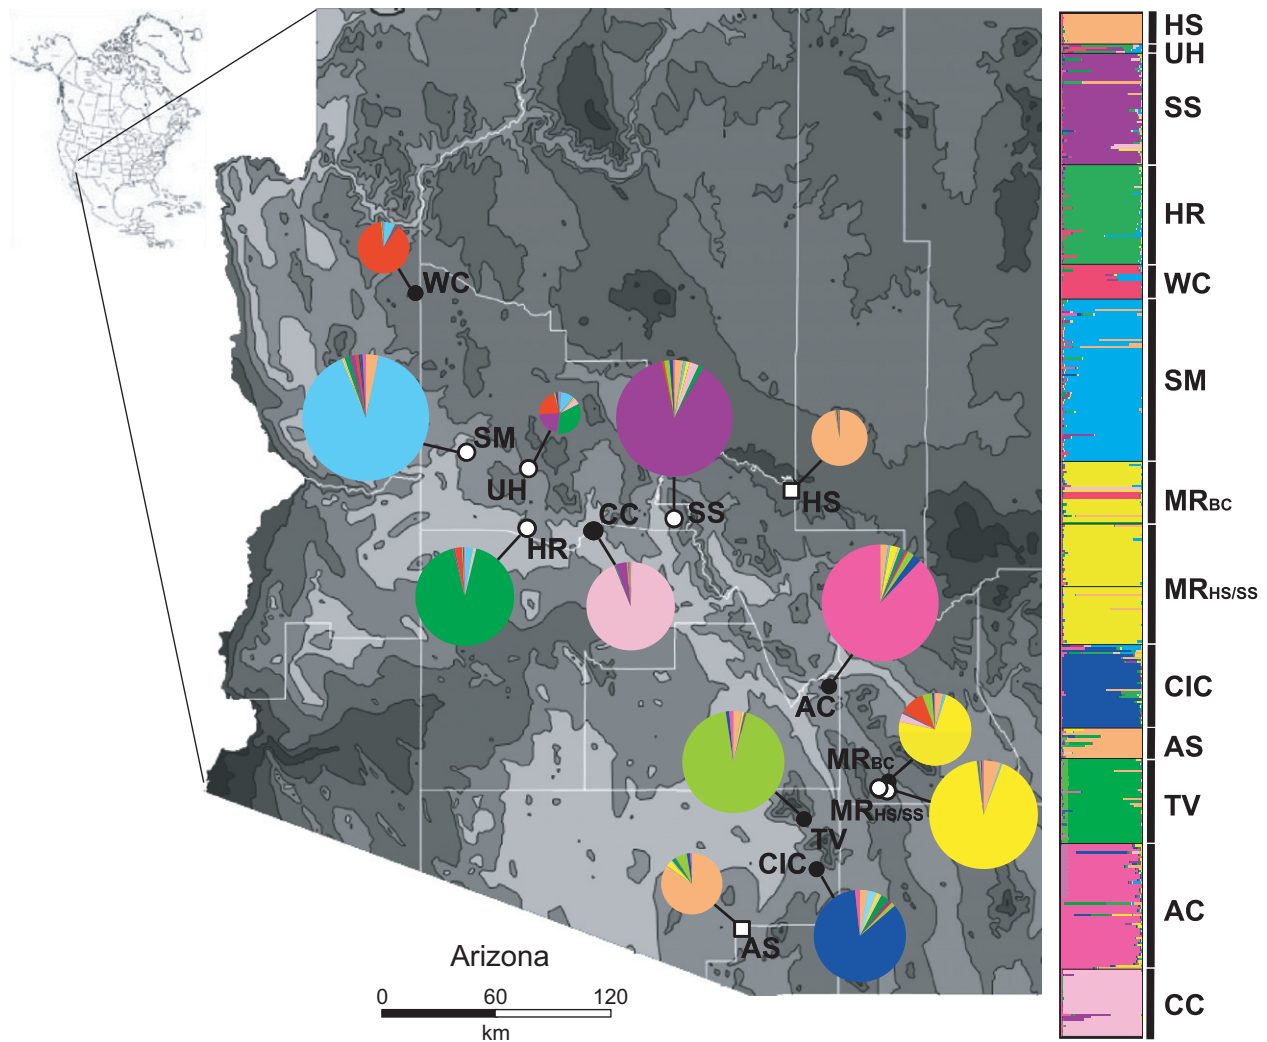 WC
SM
UH
SS
HS
CC
HR
AC
MRBC
MRHS/SS
TV
CIC
AS
Arizona
0 60 120
km
HS
UH
SS
HR
WC
SM
MRBC
MRHS/SS
CIC
AS
TV
AC
CC